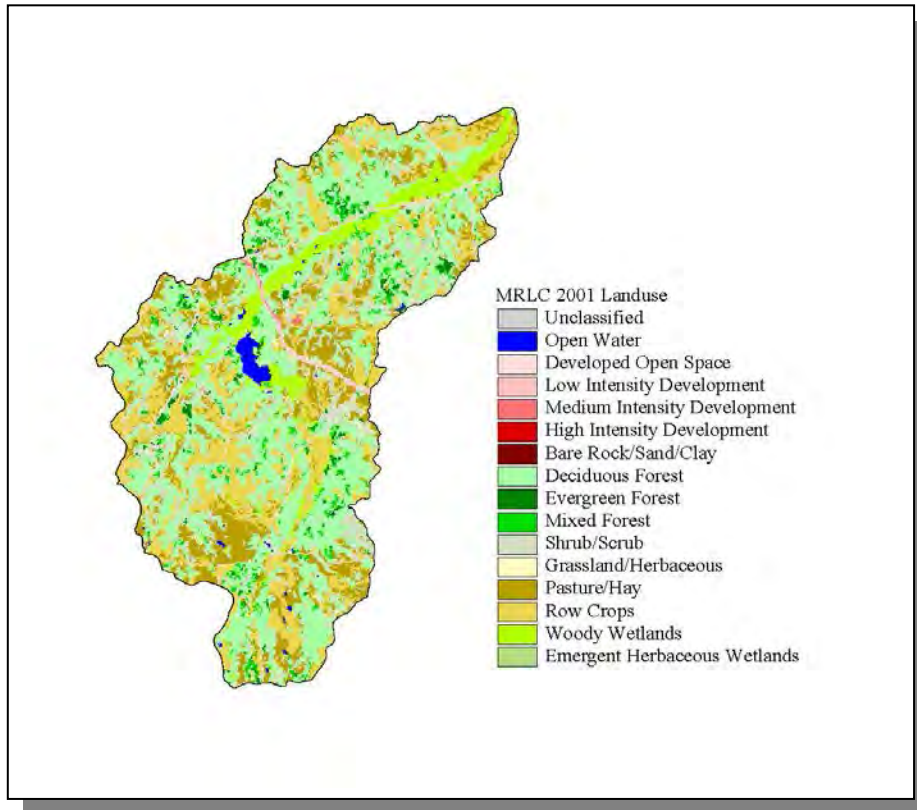 MRLC 2001 Landuse
Unclassified
Open Water
Developed Open Space
Low Intensity Development
Medium Intensity Development
High Intensity Development
Bare Rock/Sand/Clay
Deciduous Forest
Evergreen Forest
Mixed Forest
Shrub/Scrub
Grassland/Herbaceous
Pasture/Hay
Row Crops
Woody Wetlands
Emergent Herbaceous Wetlands